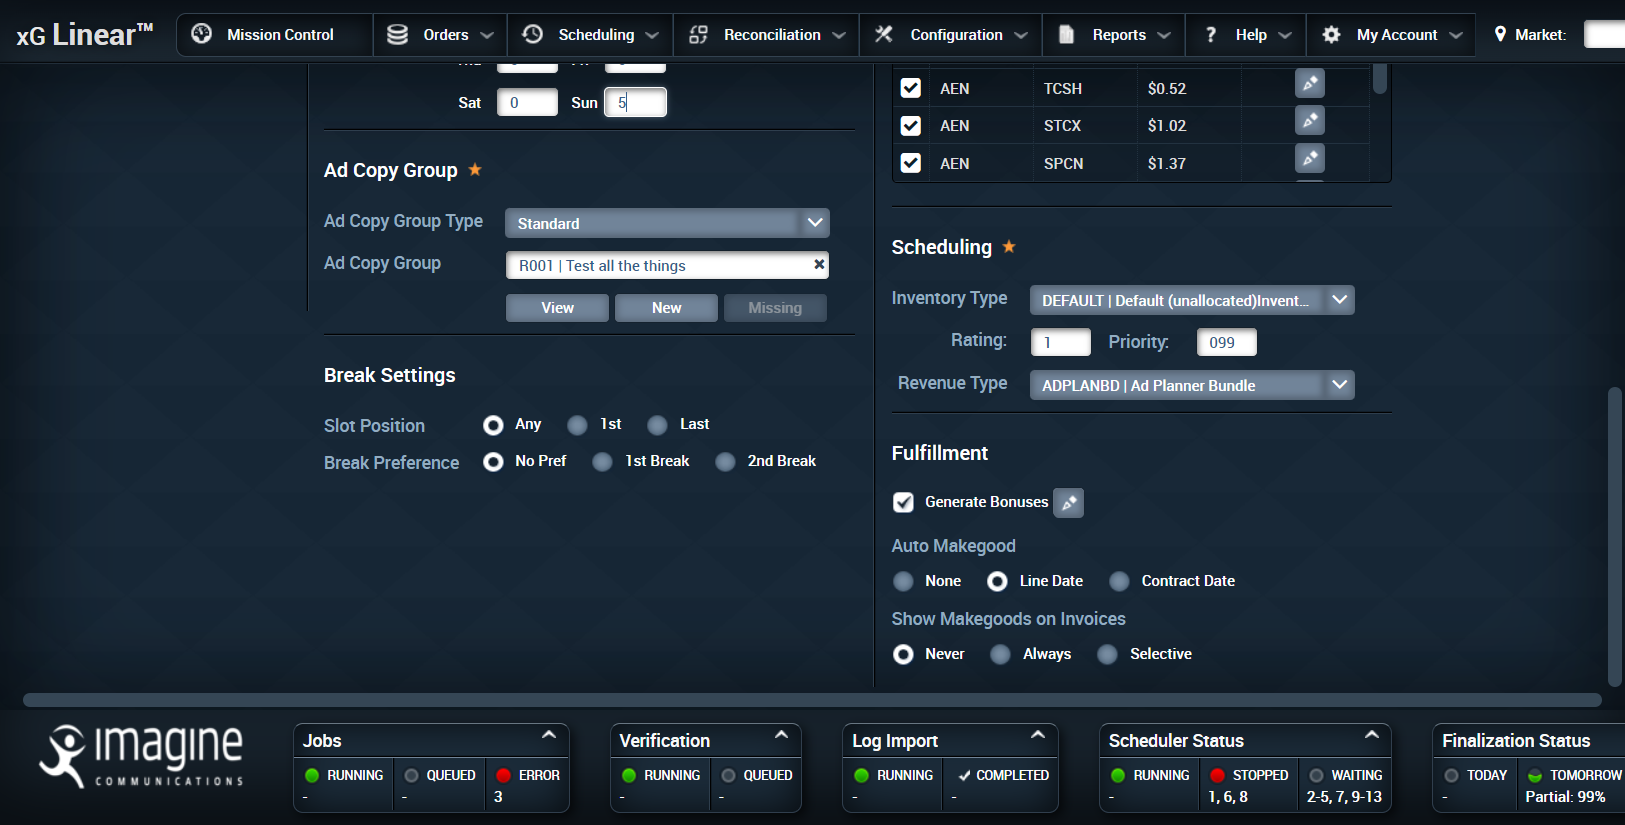 xG Linear™
Mission Control
Orders
Scheduling
Reconciliation
Configuration
Reports
? Help
My Account
Market:
Sat 0 Sun 5
Ad Copy Group
Ad Copy Group Type Standard
Ad Copy Group R001 | Test all the things
View New Missing
Break Settings
Slot Position Any 1st Last
Break Preference No Pref 1st Break 2nd Break
AEN TCSH $0.52
AEN STCX $1.02
AEN SPCN $1.37
Scheduling
Inventory Type DEFAULT | Default (unallocated)Invent...
Rating: 1 Priority: 099
Revenue Type ADPLANBD | Ad Planner Bundle
Fulfillment
Generate Bonuses
Auto Makegood
None Line Date Contract Date
Show Makegoods on Invoices
Never Always Selective
imagine
COMMUNICATIONS
Jobs
RUNNING QUEUED ERROR
- - 3
Verification
RUNNING QUEUED
- -
Log Import
RUNNING COMPLETED
- -
Scheduler Status
RUNNING STOPPED WAITING
- 1, 6, 8 2-5, 7, 9-13
Finalization Status
TODAY TOMORROW
- Partial: 99%